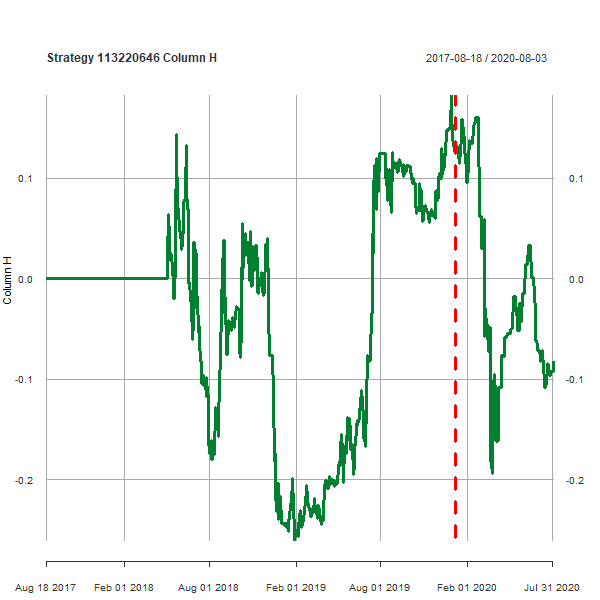 Strategy 113220646 Column H
2017-08-18 / 2020-08-03
Column H
0.1
0.0
-0.1
-0.2
0.1
0.0
-0.1
-0.2
Aug 18 2017
Feb 01 2018
Aug 01 2018
Feb 01 2019
Aug 01 2019
Feb 01 2020
Jul 31 2020